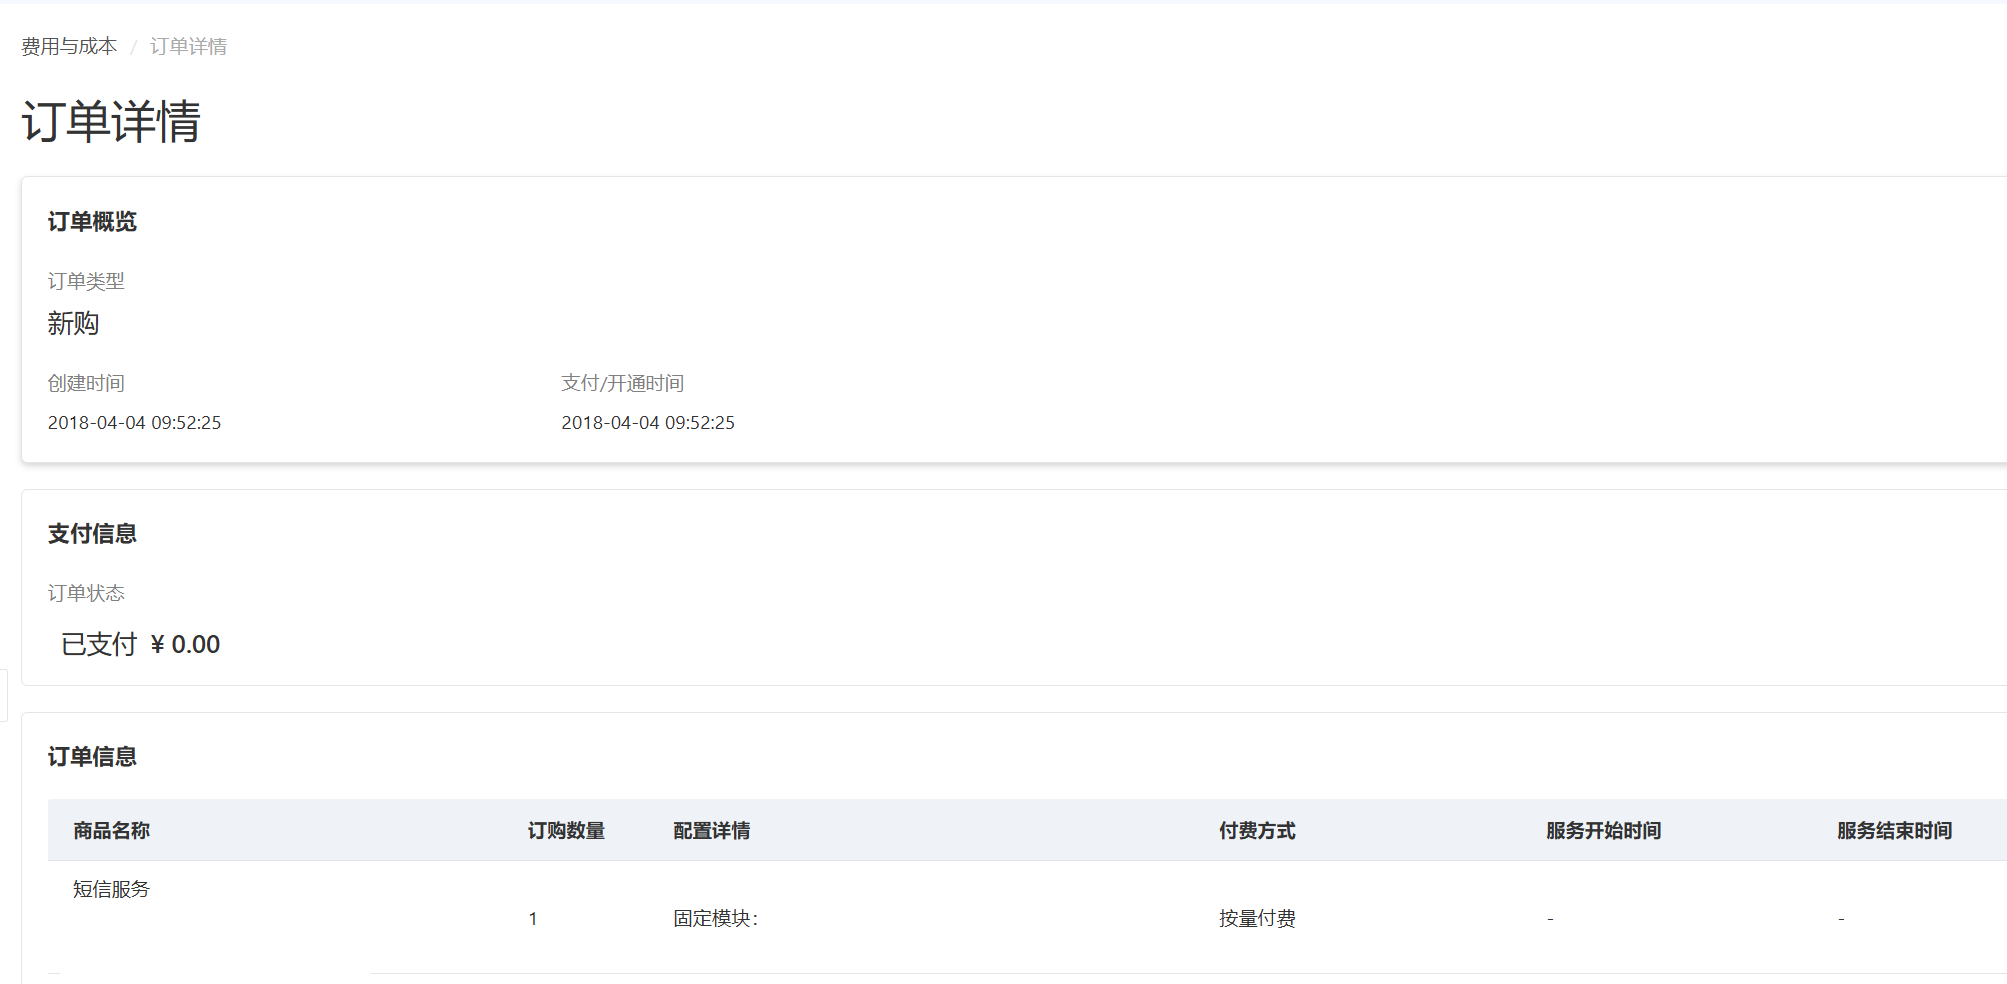 费用与成本 / 订单详情
订单详情
订单概览
订单类型
新购
创建时间 支付/开通时间
2018-04-04 09:52:25 2018-04-04 09:52:25
支付信息
订单状态
已支付 ¥ 0.00
订单信息
商品名称 订购数量 配置详情 付费方式 服务开始时间 服务结束时间
短信服务
1 固定模块: 按量付费 - -